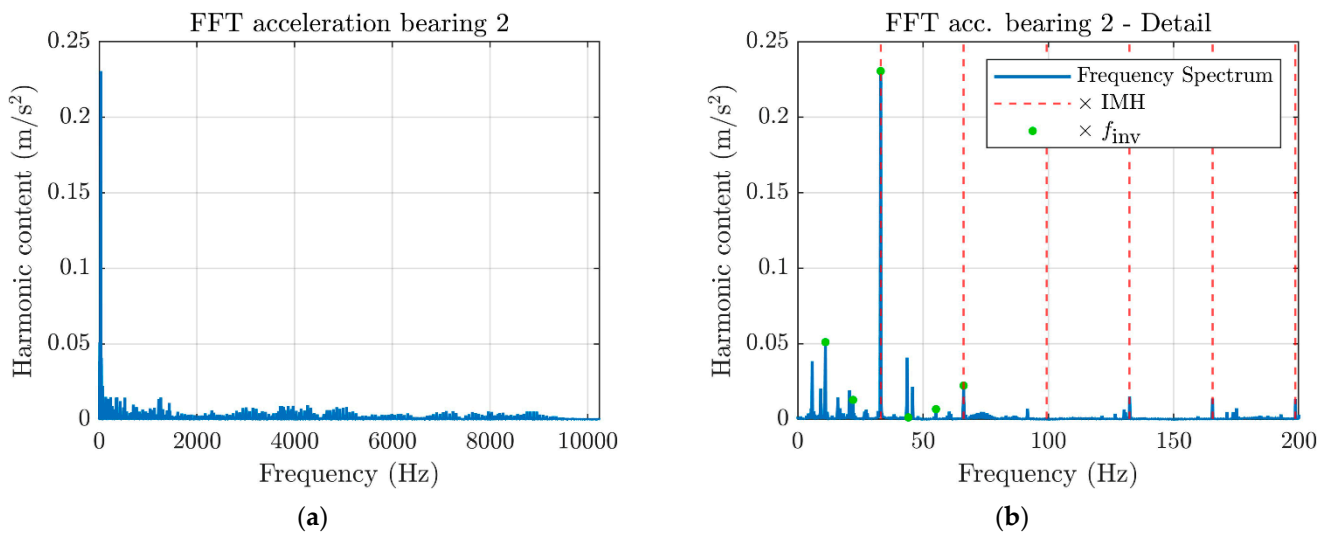 FFT acceleration bearing 2
0.25
0.2
0.15
0.1
0.05
0
Harmonic content (m/s²)
0 2000 4000 6000 8000 10000
Frequency (Hz)
(a)
FFT acc. bearing 2 - Detail
0.25
0.2
0.15
0.1
0.05
0
Harmonic content (m/s²)
Frequency Spectrum
× IMH
× f_inv
0 50 100 150 200
Frequency (Hz)
(b)